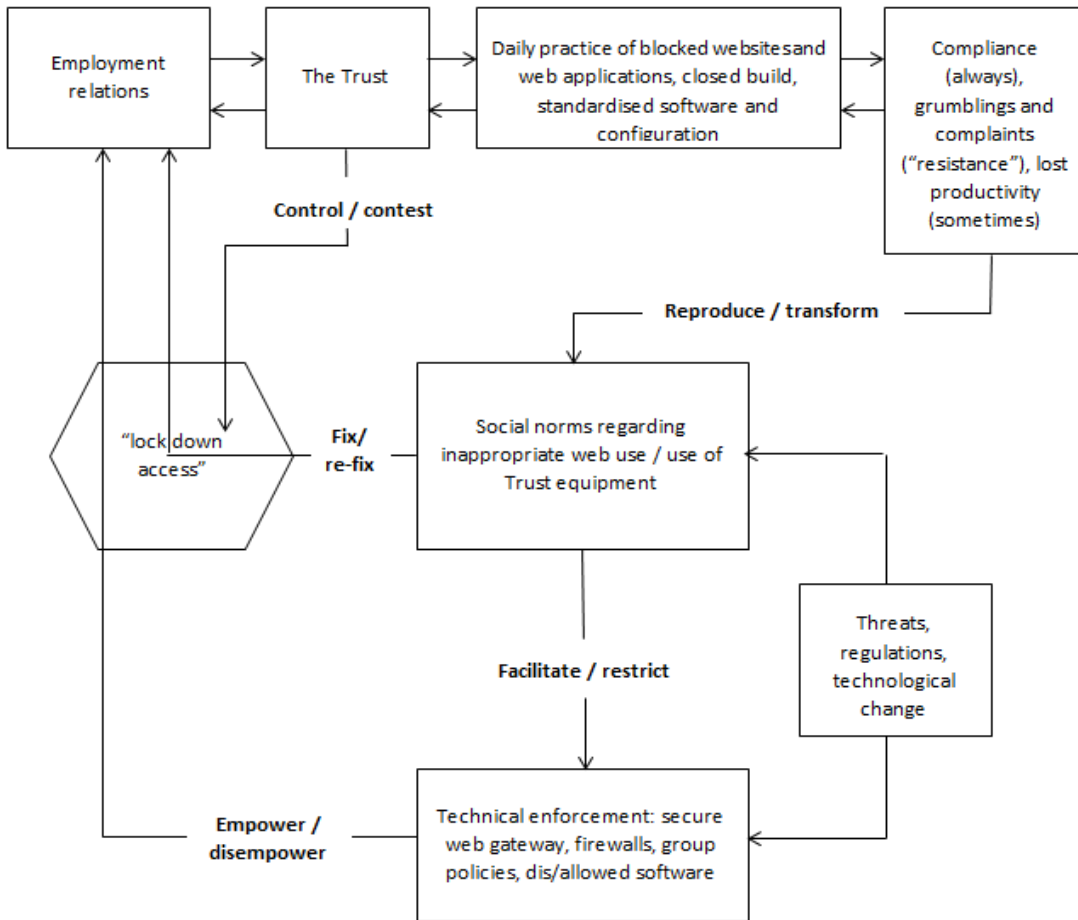 Employment
relations
The Trust
Daily practice of blocked websites and
web applications, closed build,
standardised software and
configuration
Compliance
(always),
grumblings and
complaints
(“resistance”), lost
productivity
(sometimes)
Control / contest
Reproduce / transform
“lock down
access”
Fix/
re-fix
Social norms regarding
inappropriate web use / use of
Trust equipment
Threats,
regulations,
technological
change
Facilitate / restrict
Empower /
disempower
Technical enforcement: secure
web gateway, firewalls, group
policies, dis/allowed software